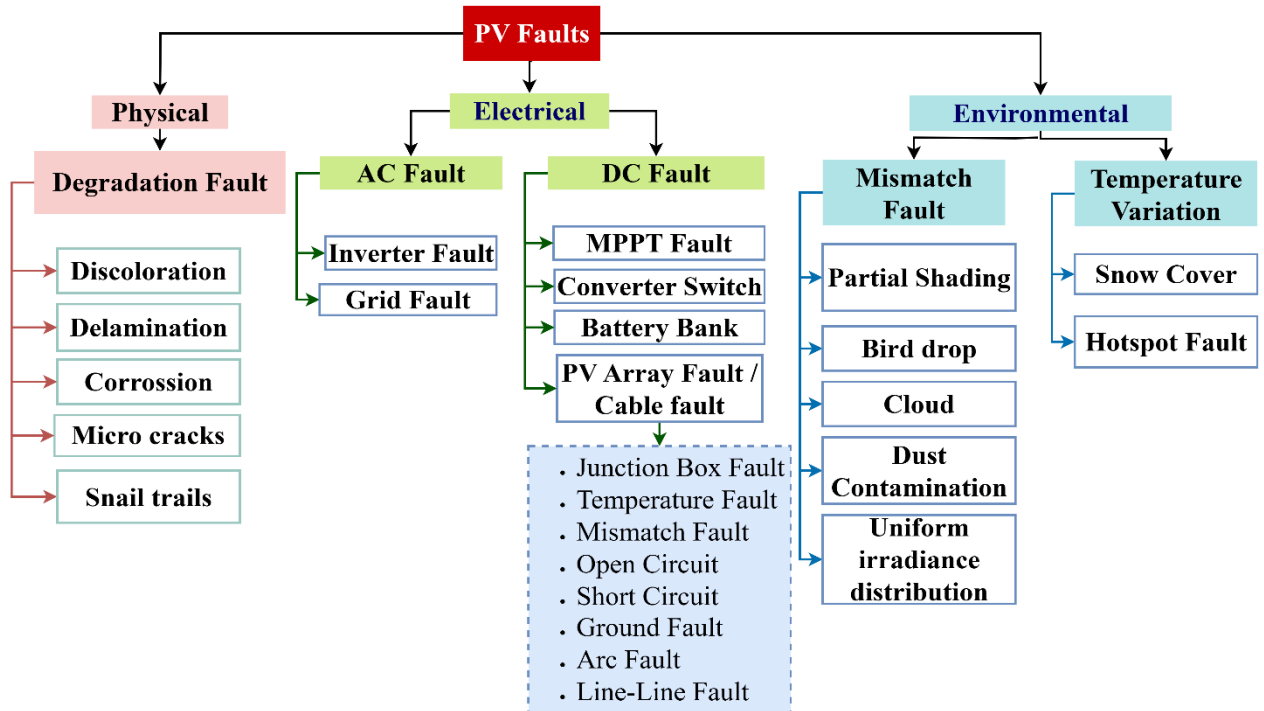 PV Faults
Physical
Electrical
Environmental
Degradation Fault
AC Fault
DC Fault
Mismatch
Fault
Temperature
Variation
Discoloration
Delamination
Corrossion
Micro cracks
Snail trails
Inverter Fault
Grid Fault
MPPT Fault
Converter Switch
Battery Bank
PV Array Fault /
Cable fault
• Junction Box Fault
• Temperature Fault
• Mismatch Fault
• Open Circuit
• Short Circuit
• Ground Fault
• Arc Fault
• Line-Line Fault
Partial Shading
Bird drop
Cloud
Dust
Contamination
Uniform
irradiance
distribution
Snow Cover
Hotspot Fault